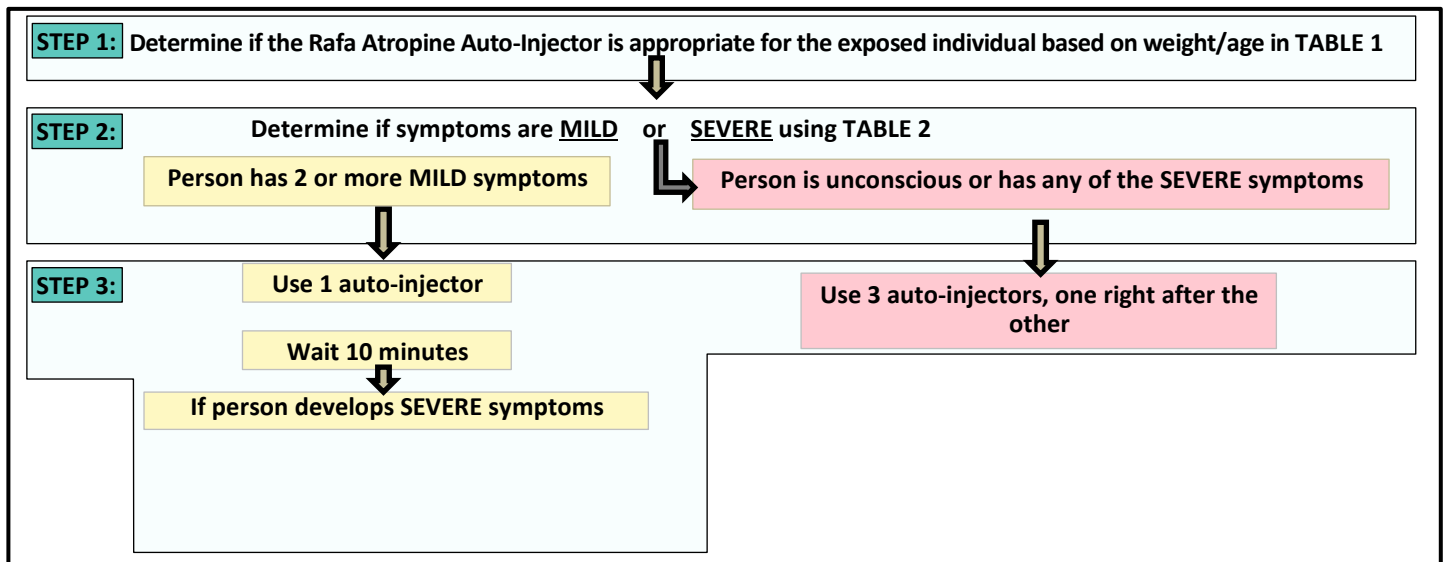 STEP 1: Determine if the Rafa Atropine Auto-Injector is appropriate for the exposed individual based on weight/age in TABLE 1
STEP 2: Determine if symptoms are MILD or SEVERE using TABLE 2
Person has 2 or more MILD symptoms
Person is unconscious or has any of the SEVERE symptoms
STEP 3:
Use 1 auto-injector
Wait 10 minutes
If person develops SEVERE symptoms
Use 3 auto-injectors, one right after the
other